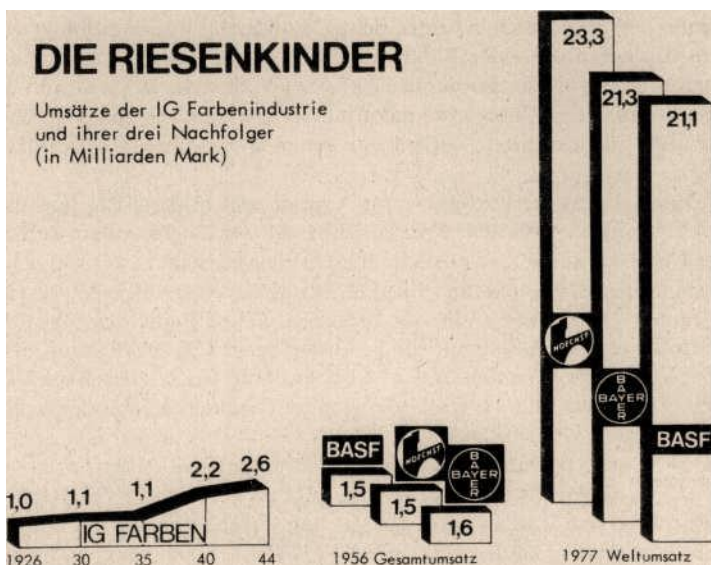 DIE RIESENKINDER
Umsätze der IG Farbenindustrie
und ihrer drei Nachfolger
(in Milliarden Mark)
23,3
21,3
21,1
HOECHST
BAYER
BAYER
BASF
BASF
HOECHST
BAYER
BAYER
1,5
1,5
1,6
1,0
1,1
1,1
2,2
2,6
IG FARBEN
1926
30
35
40
44
1956 Gesamtumsatz
1977 Weltumsatz